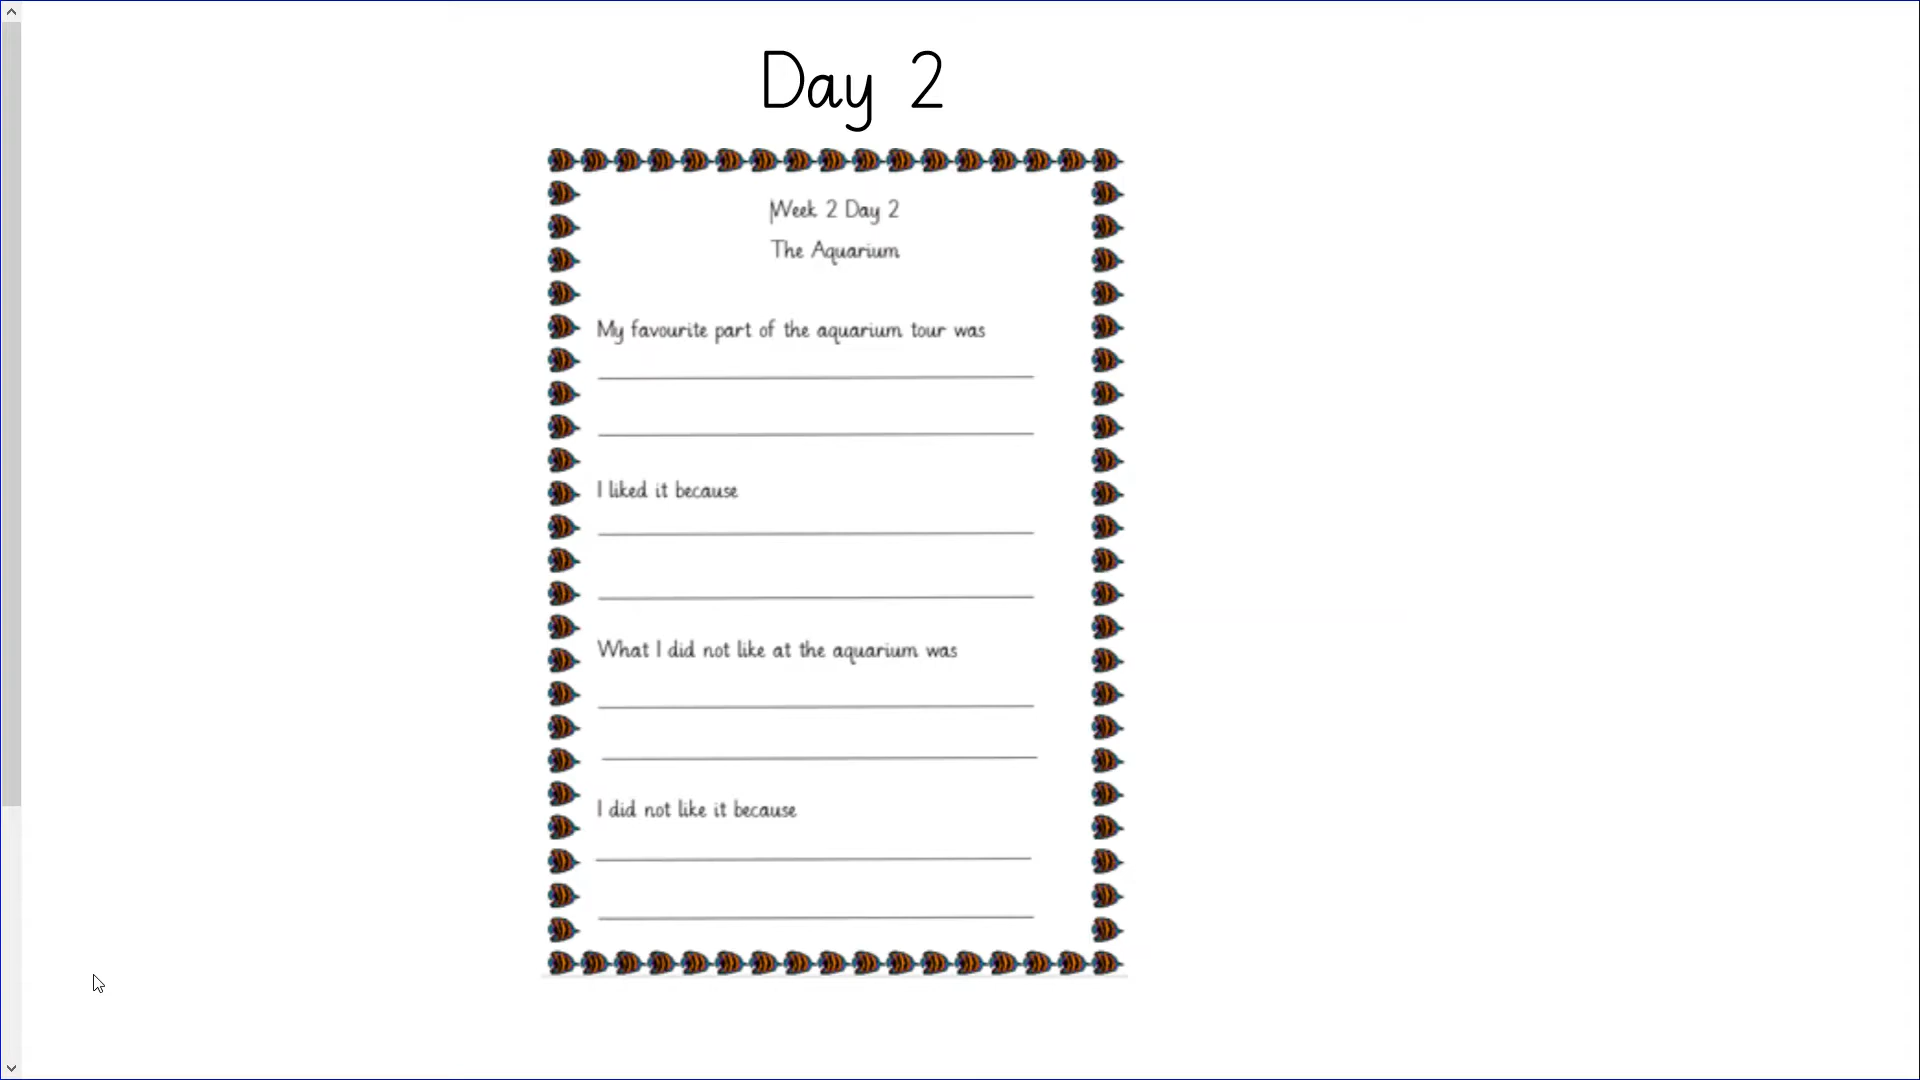 Day 2
Week 2 Day 2
The Aquarium
My favourite part of the aquarium tour was
I liked it because
What I did not like at the aquarium was
I did not like it because